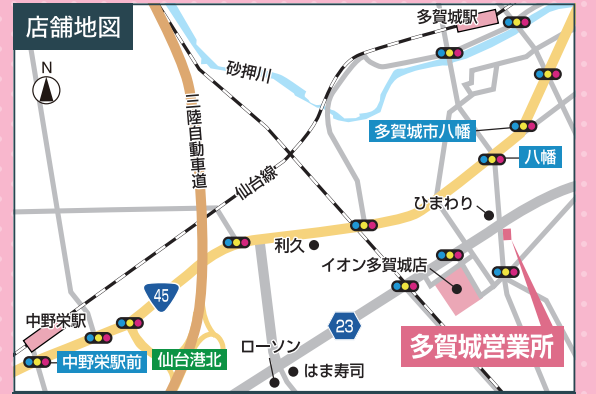 店舗地図
多賀城駅
N
砂押川
三陸自動車道
多賀城市八幡
八幡
仙台線
ひまわり
利久
イオン多賀城店
45
中野栄駅
23
多賀城営業所
中野栄駅前
仙台港北
ローソン
はま寿司